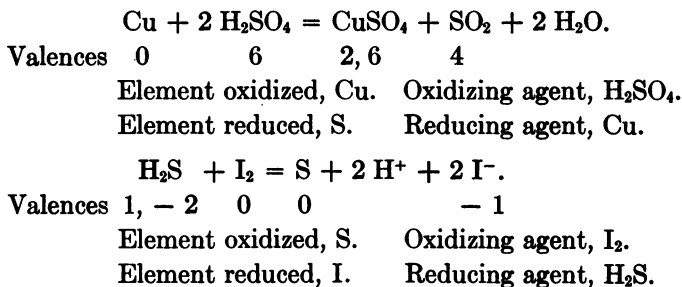 Cu + 2 H₂SO₄ = CuSO₄ + SO₂ + 2 H₂O.
Valences 0 6 2, 6 4
Element oxidized, Cu. Oxidizing agent, H₂SO₄.
Element reduced, S. Reducing agent, Cu.
H₂S + I₂ = S + 2 H⁺ + 2 I⁻.
Valences 1, − 2 0 0 − 1
Element oxidized, S. Oxidizing agent, I₂.
Element reduced, I. Reducing agent, H₂S.